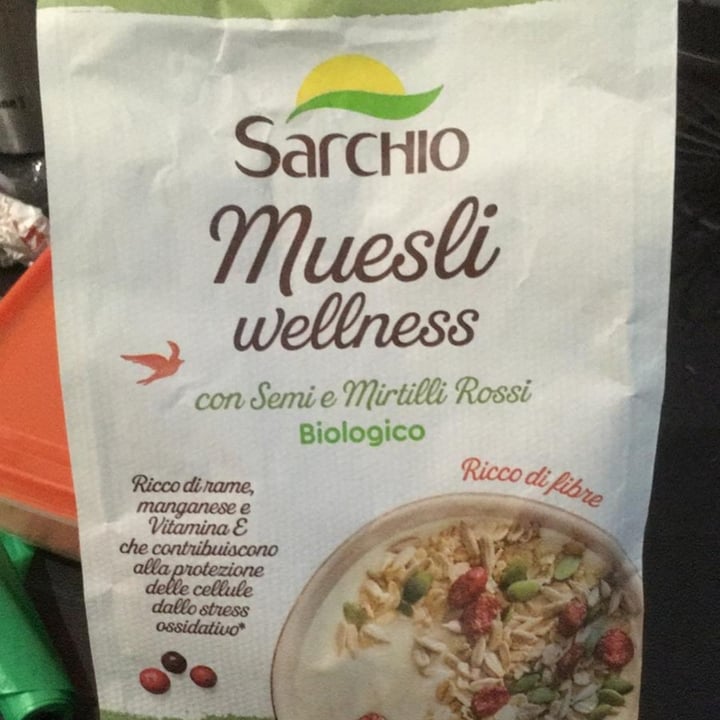 Sarchio
Muesli
wellness
con Semi e Mirtilli Rossi
Biologico
Ricco di fibre
Ricco di rame,
manganese e
Vitamina E
che contribuiscono
alla protezione
delle cellule
dallo stress
ossidativo*